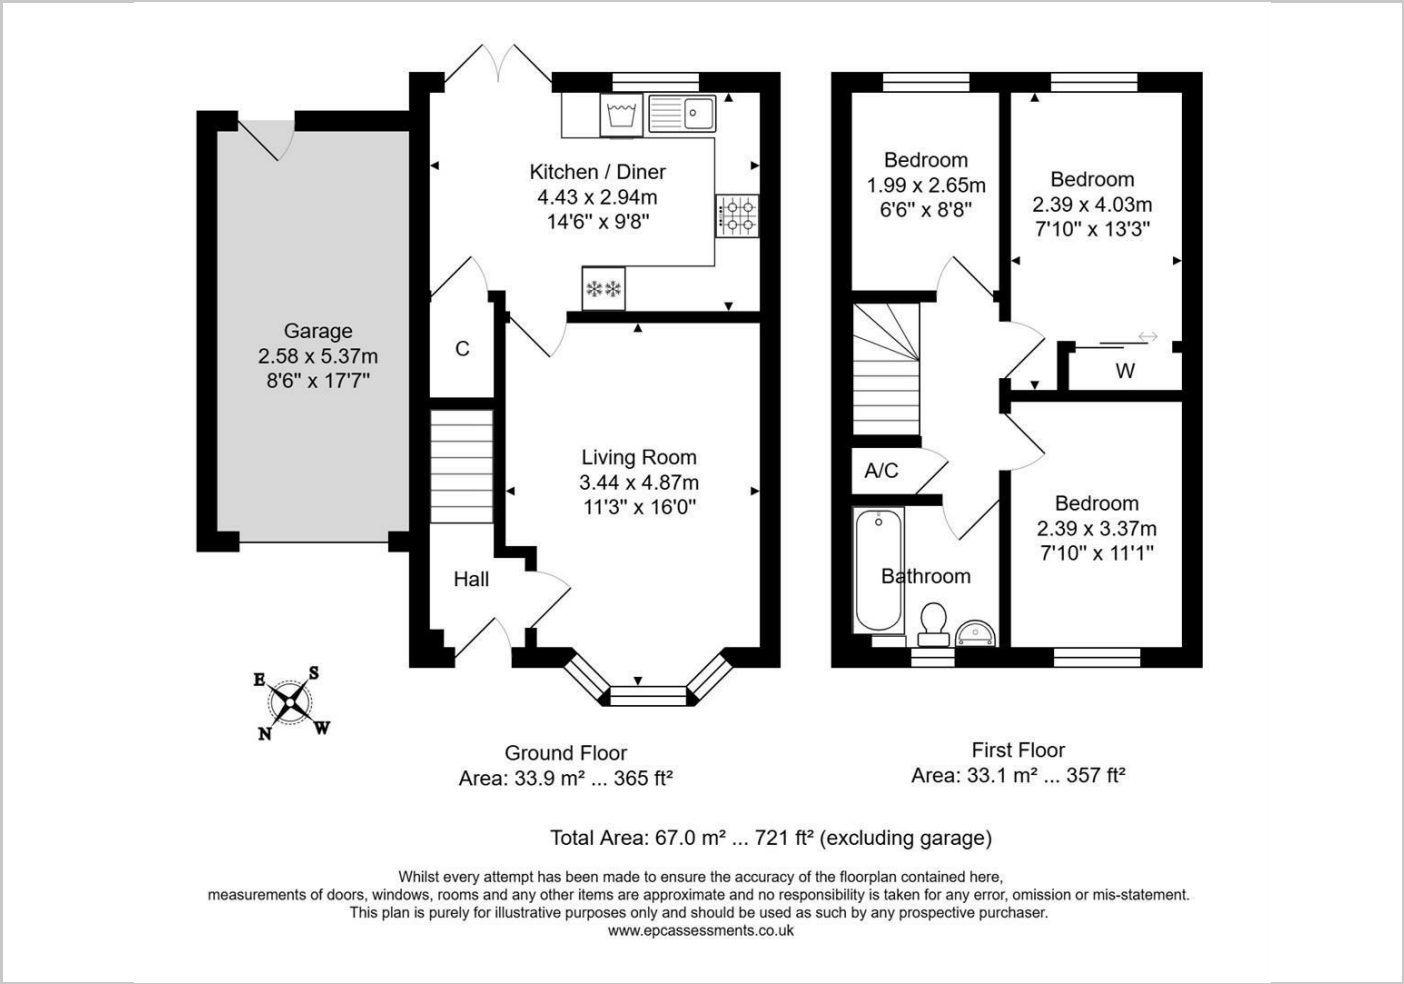 Kitchen / Diner
4.43 x 2.94m
14'6" x 9'8"
Garage
2.58 x 5.37m
8'6" x 17'7"
C
Living Room
3.44 x 4.87m
11'3" x 16'0"
Hall
Bedroom
1.99 x 2.65m
6'6" x 8'8"
Bedroom
2.39 x 4.03m
7'10" x 13'3"
W
A/C
Bedroom
2.39 x 3.37m
7'10" x 11'1"
Bathroom
E
S
N
W
Ground Floor
Area: 33.9 m² ... 365 ft²
First Floor
Area: 33.1 m² ... 357 ft²
Total Area: 67.0 m² ... 721 ft² (excluding garage)
Whilst every attempt has been made to ensure the accuracy of the floorplan contained here,
measurements of doors, windows, rooms and any other items are approximate and no responsibility is taken for any error, omission or mis-statement.
This plan is purely for illustrative purposes only and should be used as such by any prospective purchaser.
www.epcassessments.co.uk